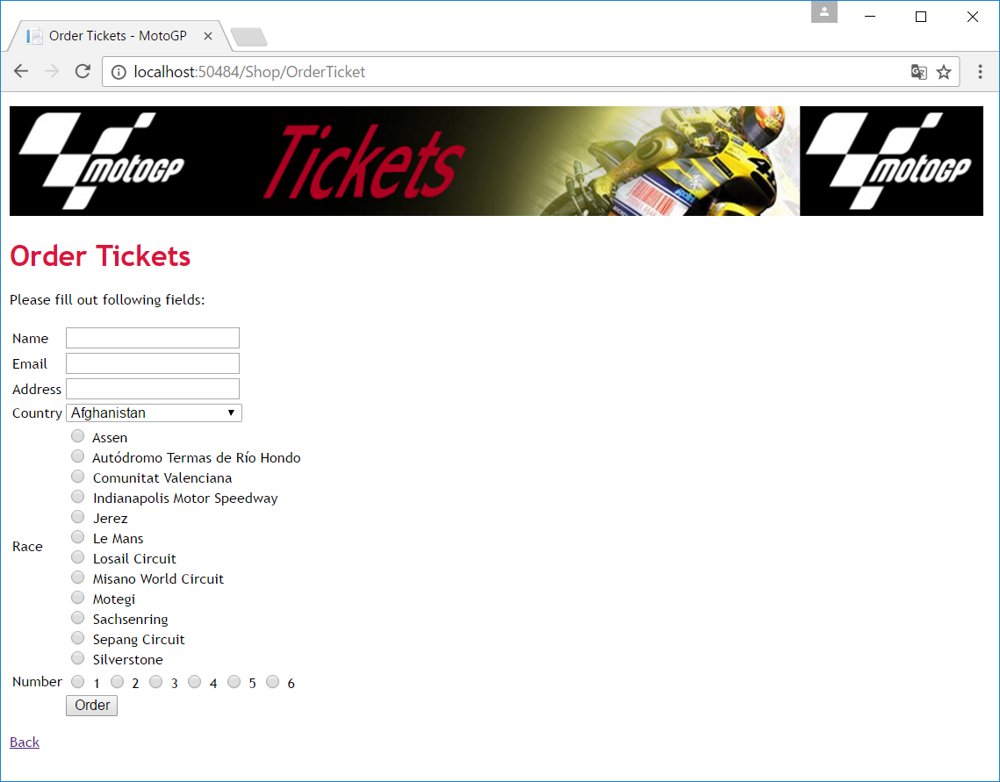 Order Tickets - MotoGP
localhost:50484/Shop/OrderTicket
motoGP Tickets motoGP
Order Tickets
Please fill out following fields:
Name
Email
Address
Country Afghanistan
Assen
Autódromo Termas de Río Hondo
Comunitat Valenciana
Indianapolis Motor Speedway
Jerez
Le Mans
Race
Losail Circuit
Misano World Circuit
Motegi
Sachsenring
Sepang Circuit
Silverstone
Number 1 2 3 4 5 6
Order
Back